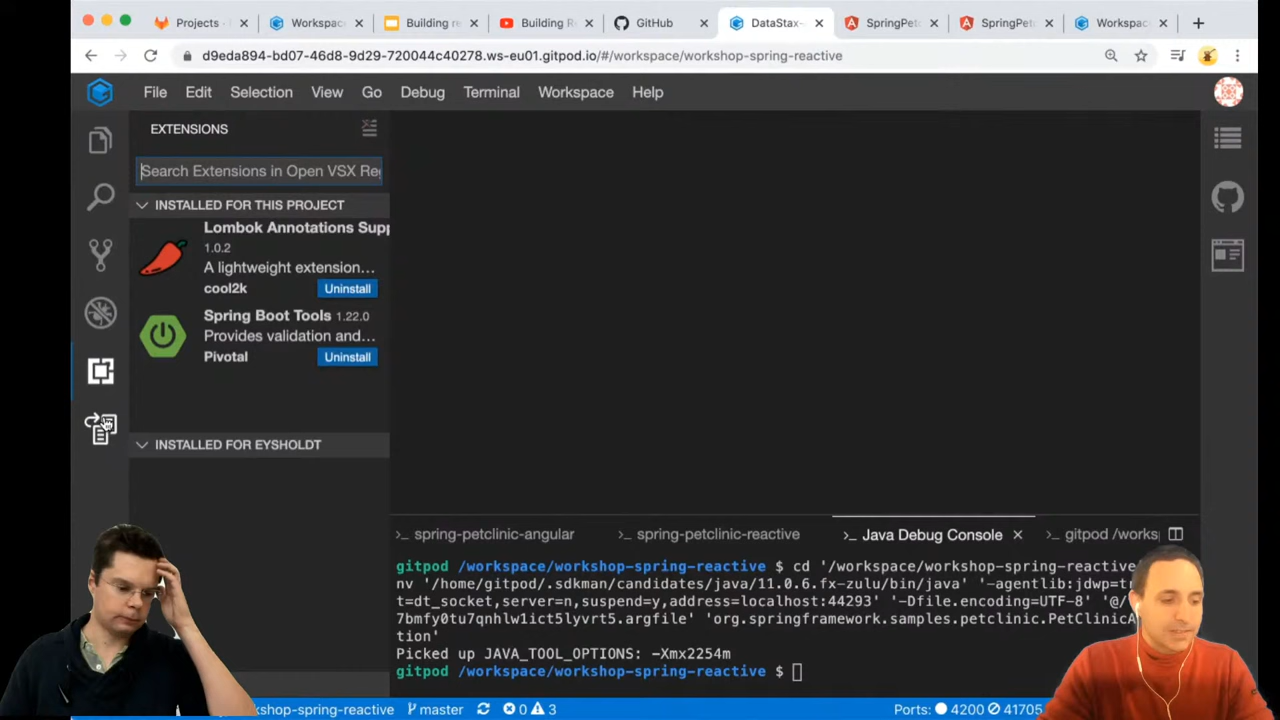 Projects -
Workspace
Building re
Building R
GitHub
DataStax-
SpringPet
SpringPet
Workspac
d9eda894-bd07-46d8-9d29-720044c40278.ws-eu01.gitpod.io/#/workspace/workshop-spring-reactive
File Edit Selection View Go Debug Terminal Workspace Help
EXTENSIONS
Search Extensions in Open VSX Re
INSTALLED FOR THIS PROJECT
Lombok Annotations Supp
1.0.2
A lightweight extension...
cool2k Uninstall
Spring Boot Tools 1.22.0
Provides validation and...
Pivotal Uninstall
INSTALLED FOR EYSHOLDT
>_ spring-petclinic-angular >_ spring-petclinic-reactive >_ Java Debug Console >_ gitpod /works
gitpod /workspace/workshop-spring-reactive $ cd '/workspace/workshop-spring-reactive
nv '/home/gitpod/.sdkman/candidates/java/11.0.6.fx-zulu/bin/java' '-agentlib:jdwp=tr
t=dt_socket,server=n,suspend=y,address=localhost:44293' '-Dfile.encoding=UTF-8' '@/
7bmfy0tu7qnhlw1ict5lyvrt5.argfile' 'org.springframework.samples.petclinic.PetClinicA
tion'
Picked up JAVA_TOOL_OPTIONS: -Xmx2254m
gitpod /workspace/workshop-spring-reactive $
kshop-spring-reactive master 0 3 Ports: 4200 41705